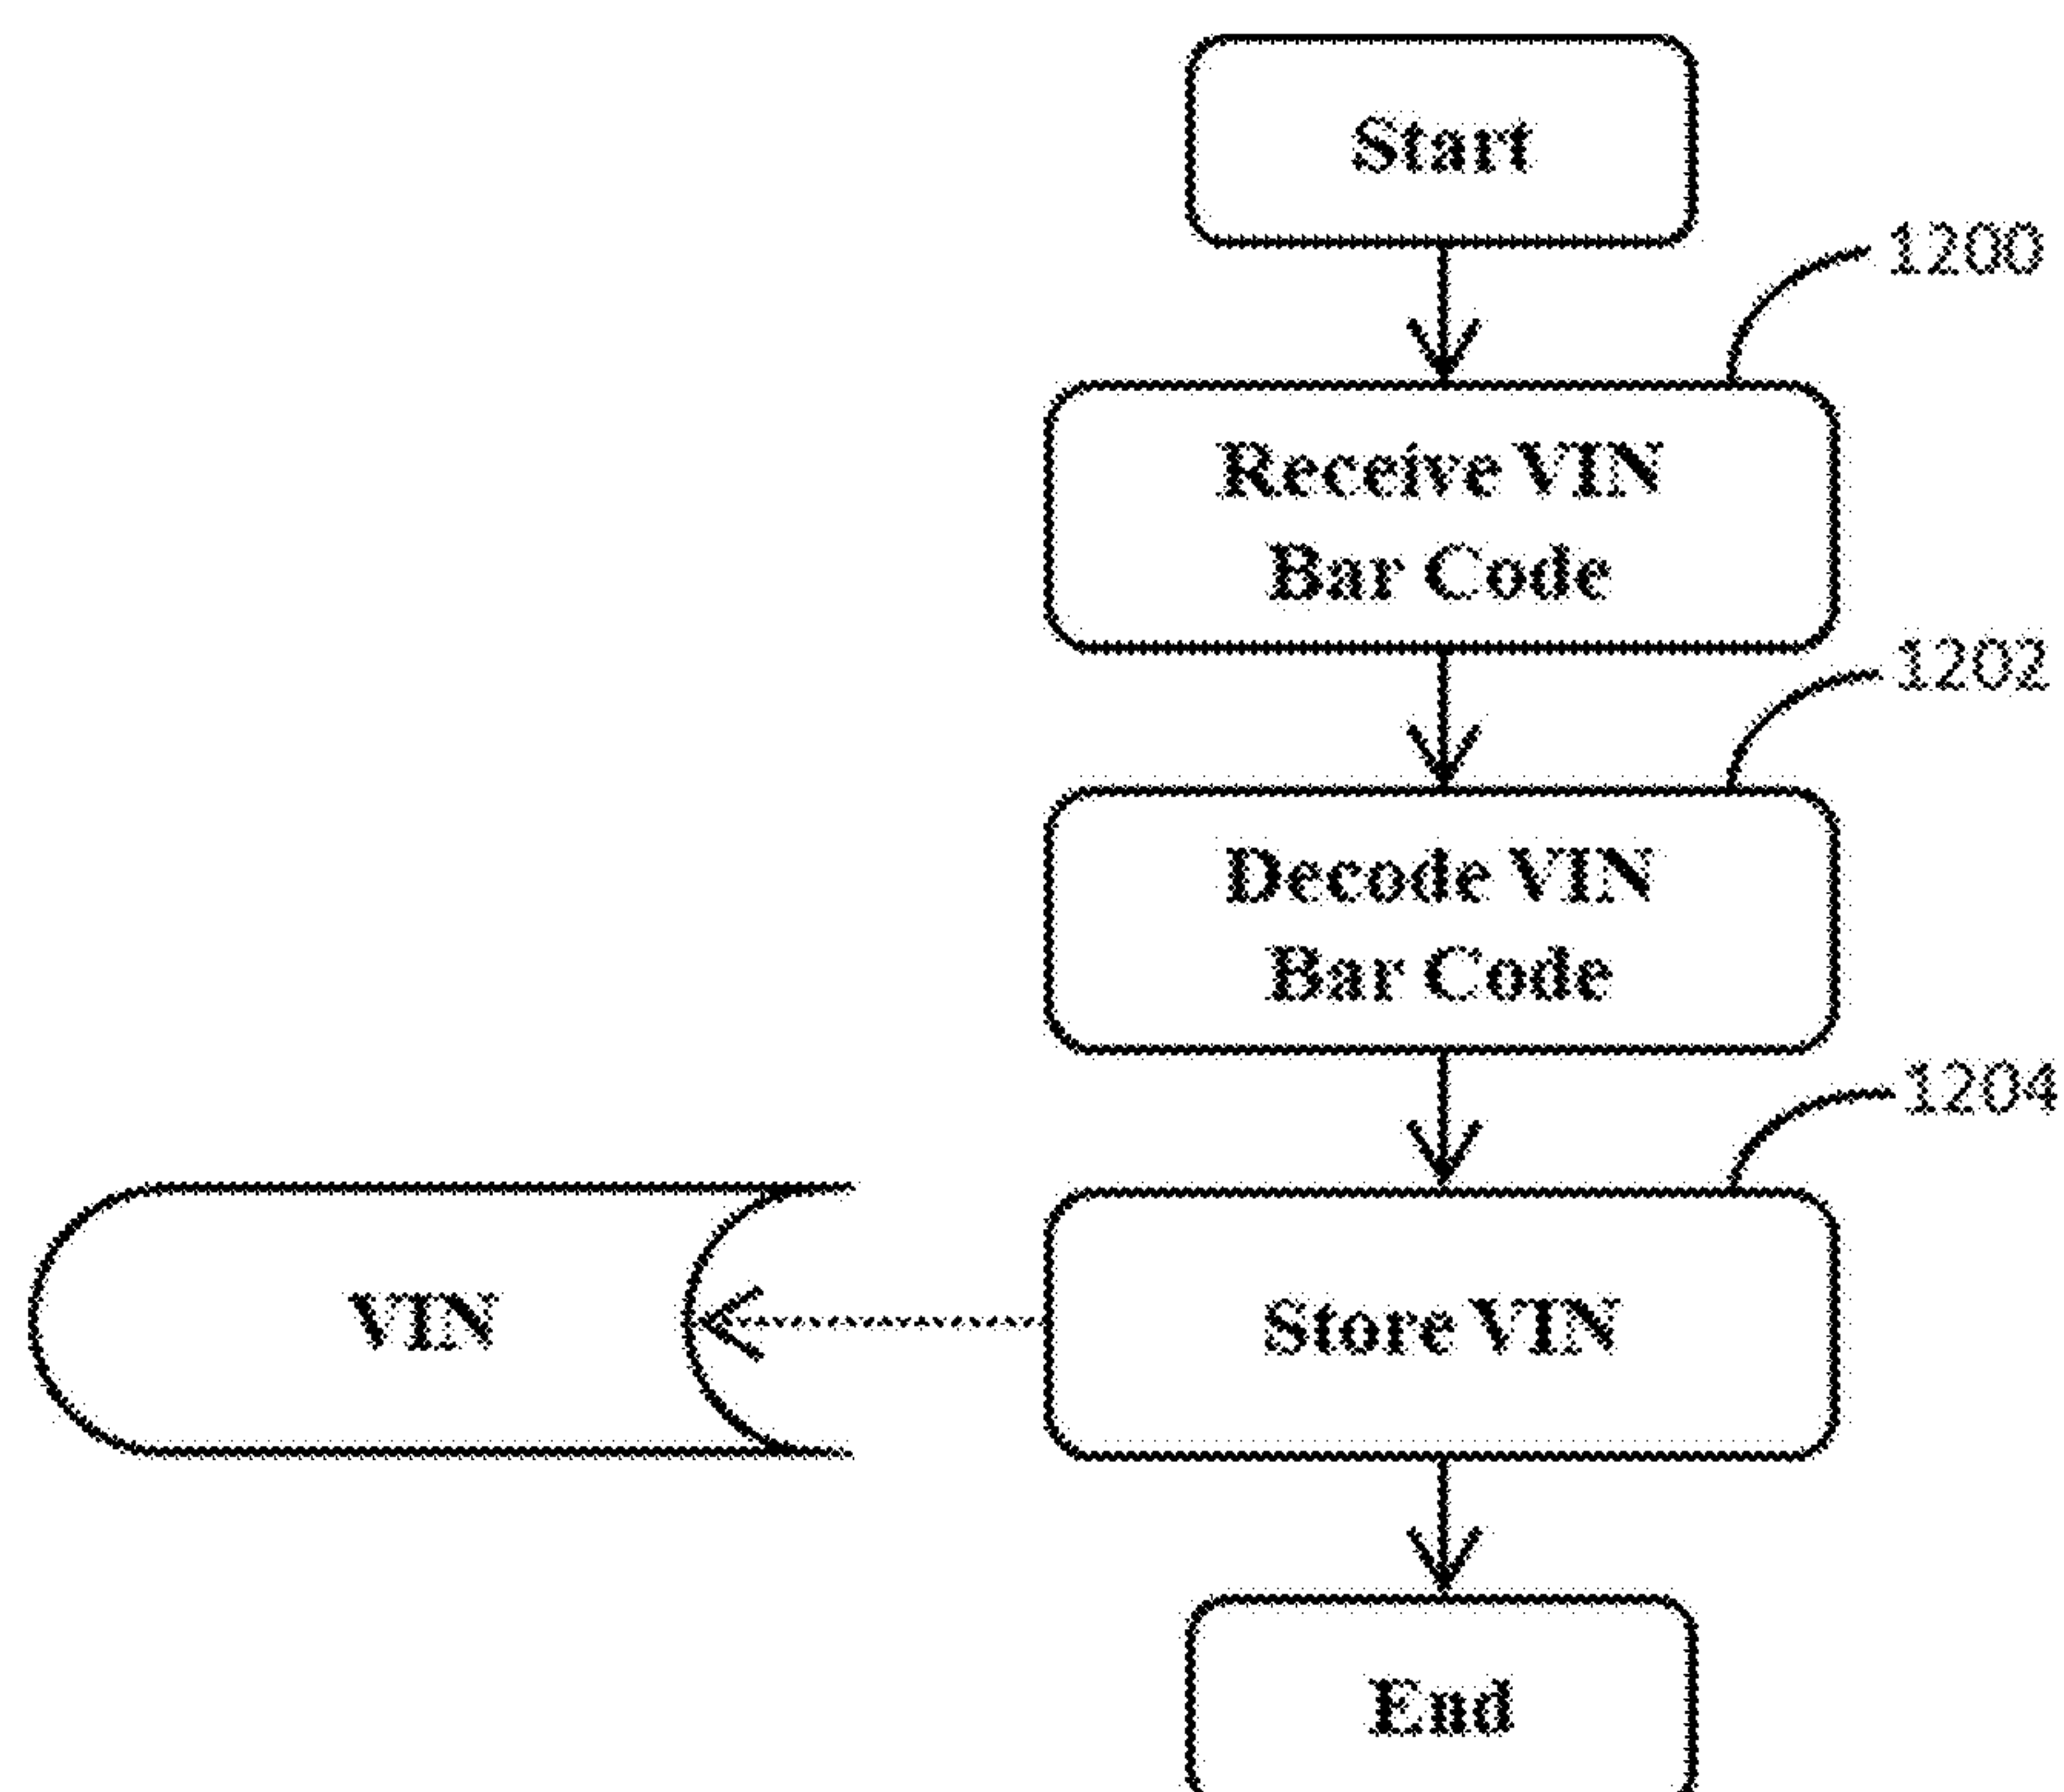 Start
1200
Receive VIN
Bar Code
1202
Decode VIN
Bar Code
1204
VIN
Store VIN
End